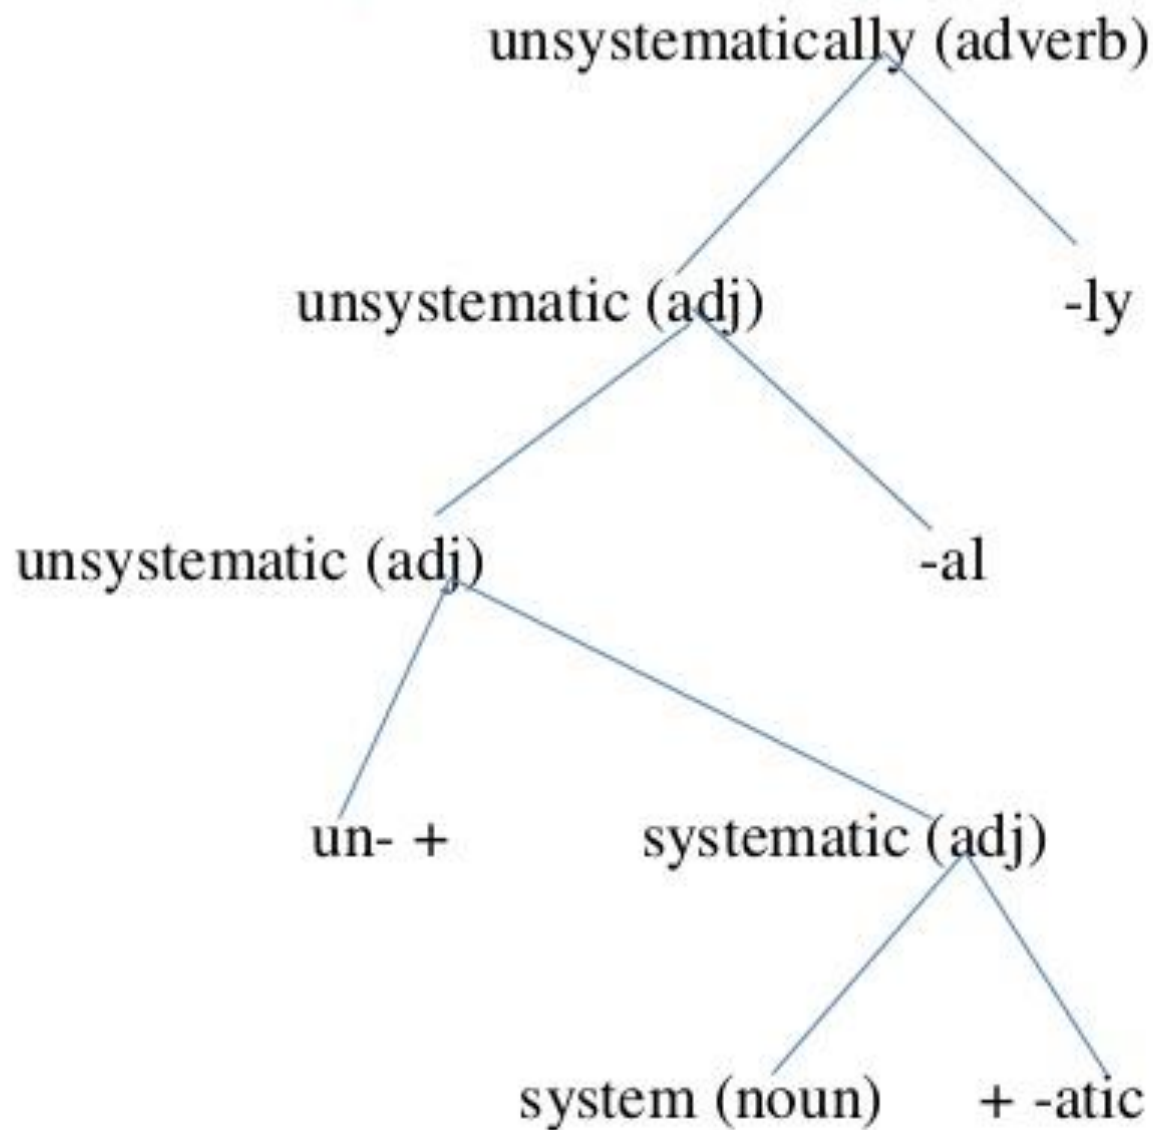 unsystematically (adverb)
unsystematic (adj) -ly
unsystematic (adj) -al
un- + systematic (adj)
system (noun) + -atic